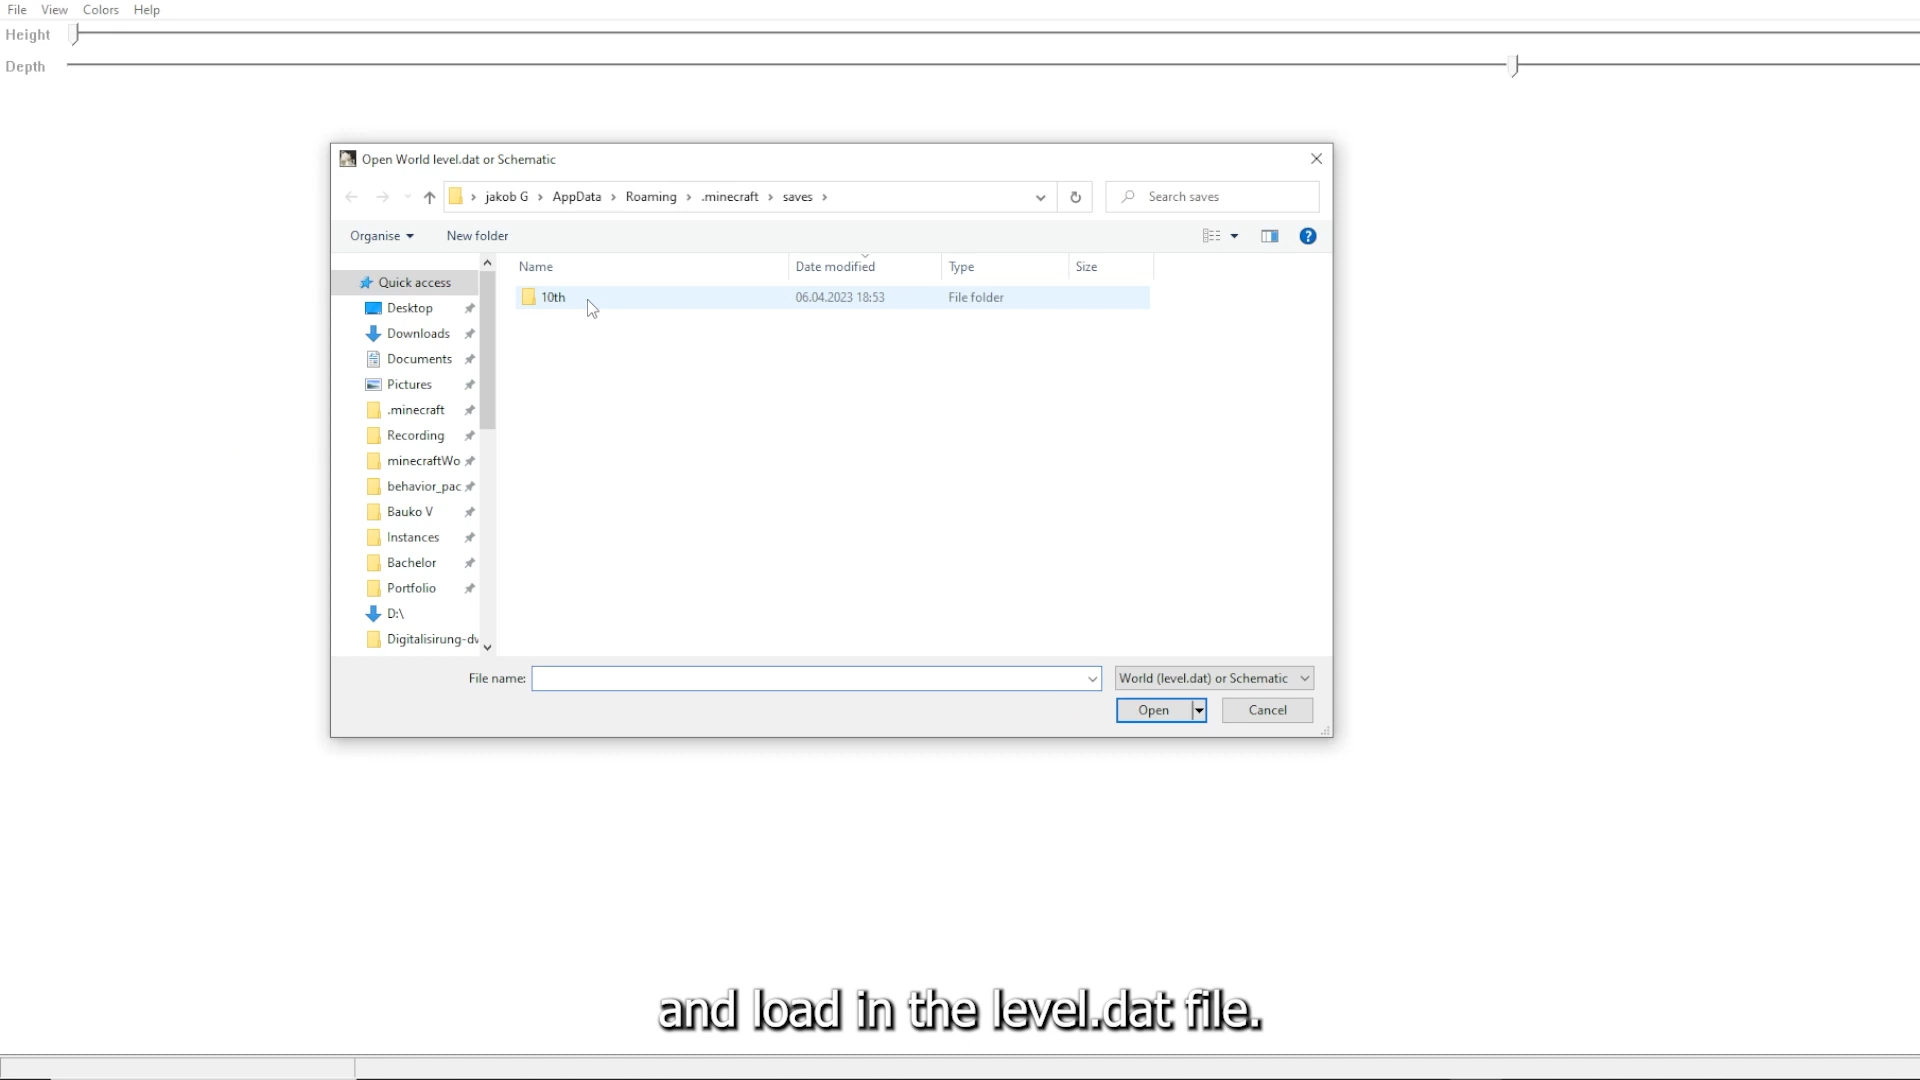 File View Colors Help
Height
Depth
Open World level.dat or Schematic
jakob G > AppData > Roaming > .minecraft > saves >
Search saves
Organise New folder
Name Date modified Type Size
Quick access
10th 06.04.2023 18:53 File folder
Desktop
Downloads
Documents
Pictures
.minecraft
Recording
minecraftWo
behavior_pac
Bauko V
Instances
Bachelor
Portfolio
D:\
Digitalisirung-dv
File name: World (level.dat) or Schematic
Open Cancel
and load in the level.dat file.